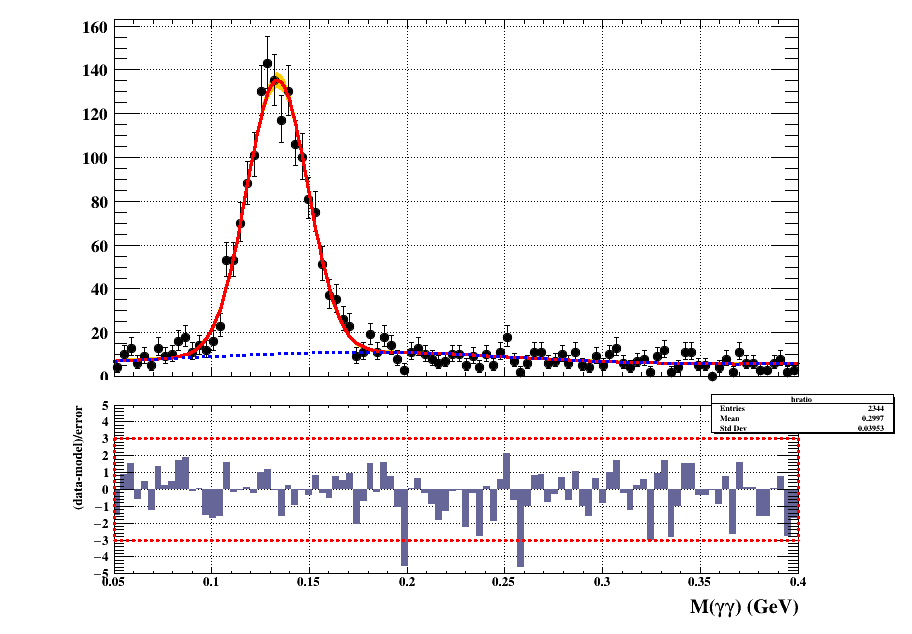 160
140
120
100
80
60
40
20
0
hratio
Entries 2344
Mean 0.2997
Std Dev 0.03953
(data-model)/error
5
4
3
2
1
0
−1
−2
−3
−4
−5
0.05 0.1 0.15 0.2 0.25 0.3 0.35 0.4
M(γγ) (GeV)